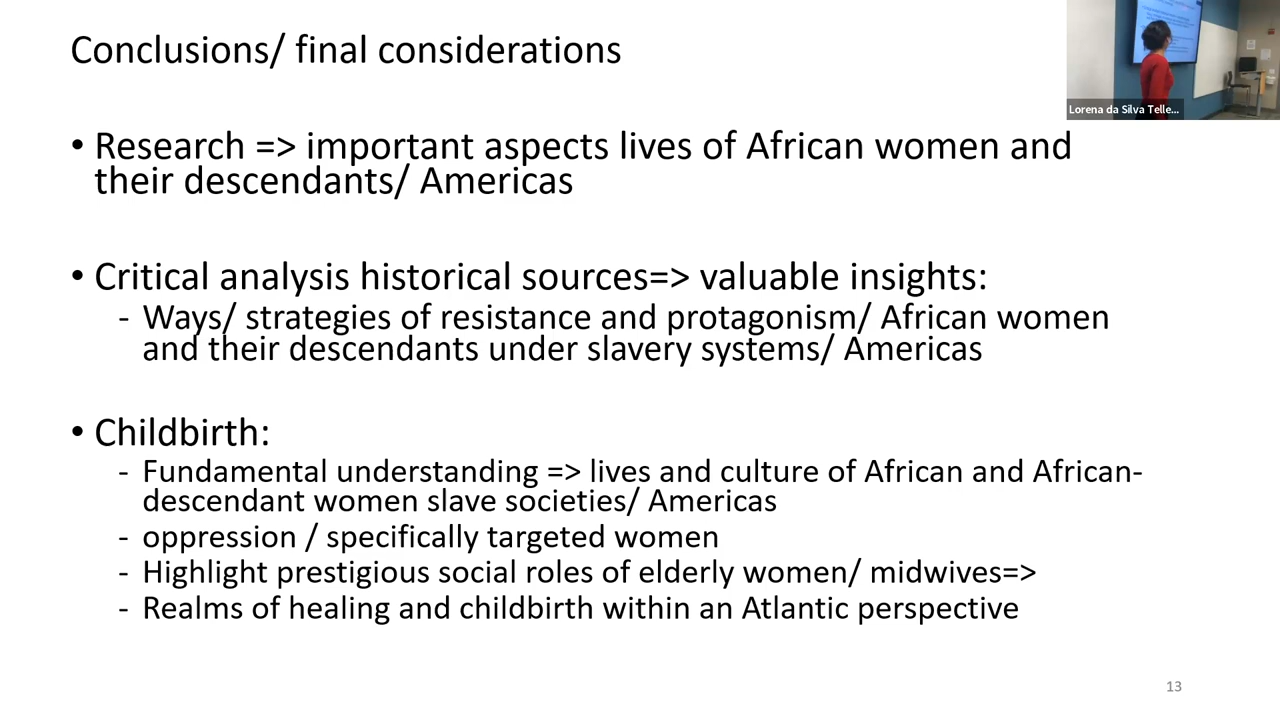 Conclusions/ final considerations
Lorena da Silva Telle...
• Research => important aspects lives of African women and
their descendants/ Americas
• Critical analysis historical sources=> valuable insights:
- Ways/ strategies of resistance and protagonism/ African women
and their descendants under slavery systems/ Americas
• Childbirth:
- Fundamental understanding => lives and culture of African and African-
descendant women slave societies/ Americas
- oppression / specifically targeted women
- Highlight prestigious social roles of elderly women/ midwives=>
- Realms of healing and childbirth within an Atlantic perspective
13